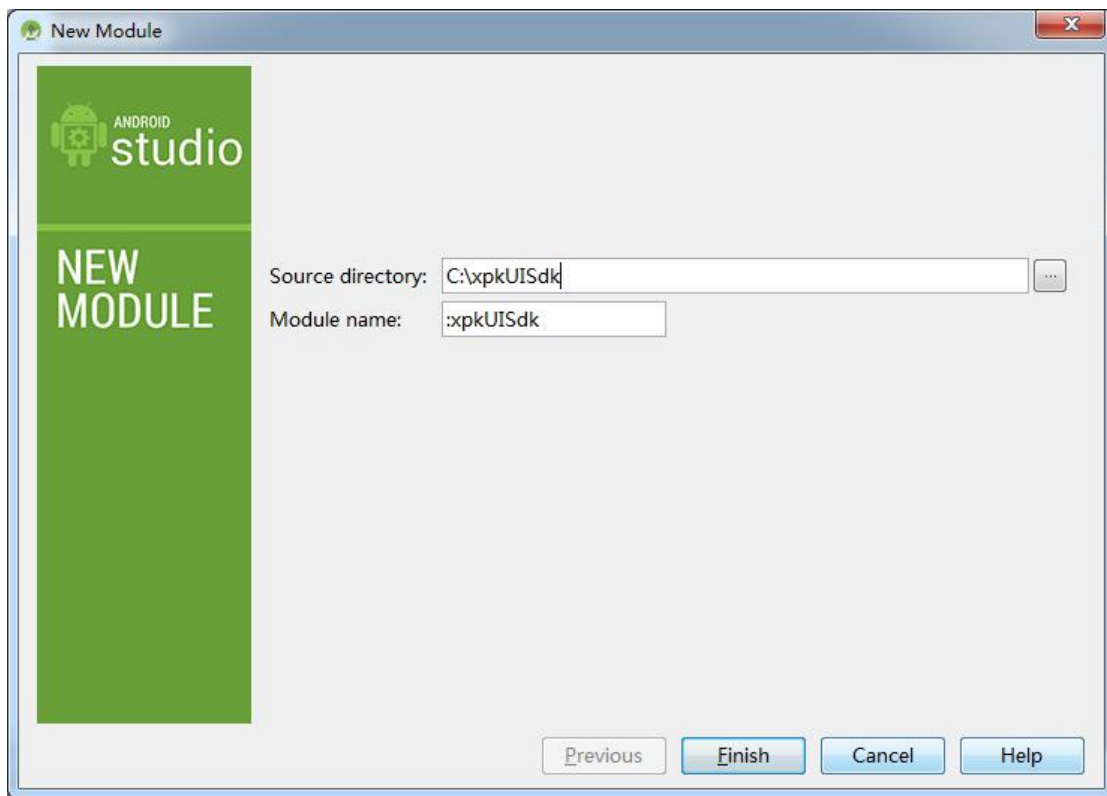 New Module
ANDROID
studio
NEW
MODULE
Source directory: C:\xpkUISdk ...
Module name: :xpkUISdk
Previous Finish Cancel Help